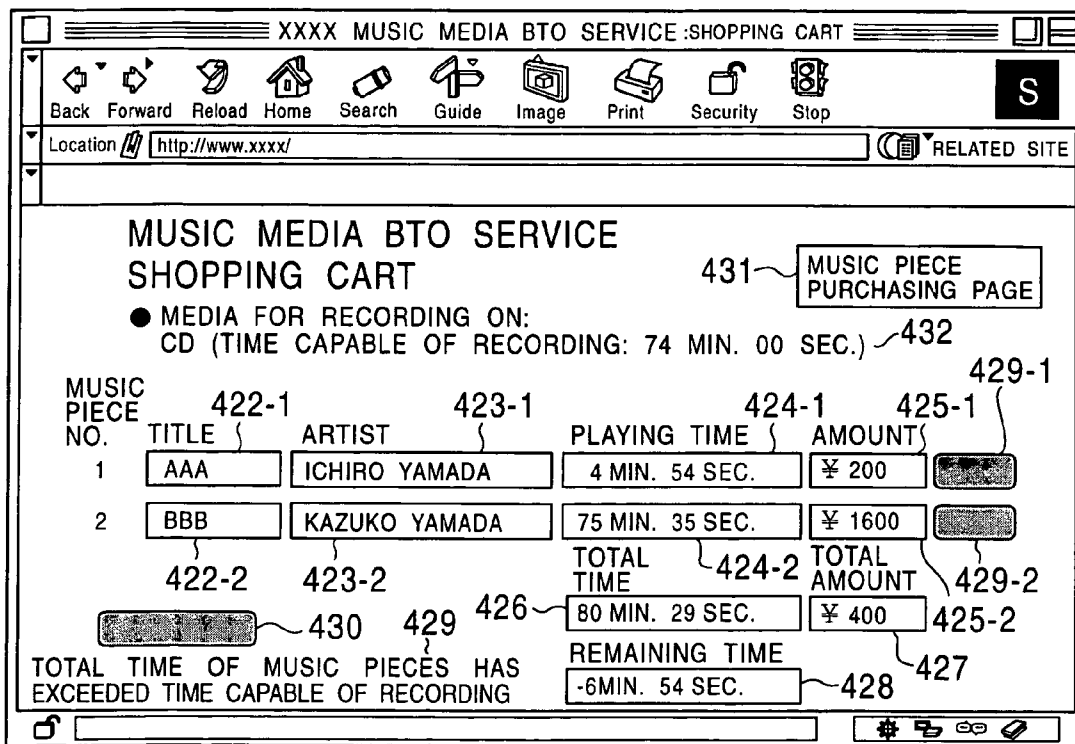 XXXX MUSIC MEDIA BTO SERVICE :SHOPPING CART
Back Forward Reload Home Search Guide Image Print Security Stop
S
Location http://www.xxxx/ RELATED SITE
MUSIC MEDIA BTO SERVICE
SHOPPING CART
431 MUSIC PIECE
PURCHASING PAGE
● MEDIA FOR RECORDING ON:
CD (TIME CAPABLE OF RECORDING: 74 MIN. 00 SEC.) 432
429-1
MUSIC
PIECE
NO.
422-1 423-1 424-1 425-1
TITLE ARTIST PLAYING TIME AMOUNT
1 AAA ICHIRO YAMADA 4 MIN. 54 SEC. ¥ 200
2 BBB KAZUKO YAMADA 75 MIN. 35 SEC. ¥ 1600
422-2 423-2 424-2 429-2
TOTAL
TIME
TOTAL
AMOUNT
426 80 MIN. 29 SEC. ¥ 400 425-2
430 429 427
REMAINING TIME
-6MIN. 54 SEC. 428
TOTAL TIME OF MUSIC PIECES HAS
EXCEEDED TIME CAPABLE OF RECORDING